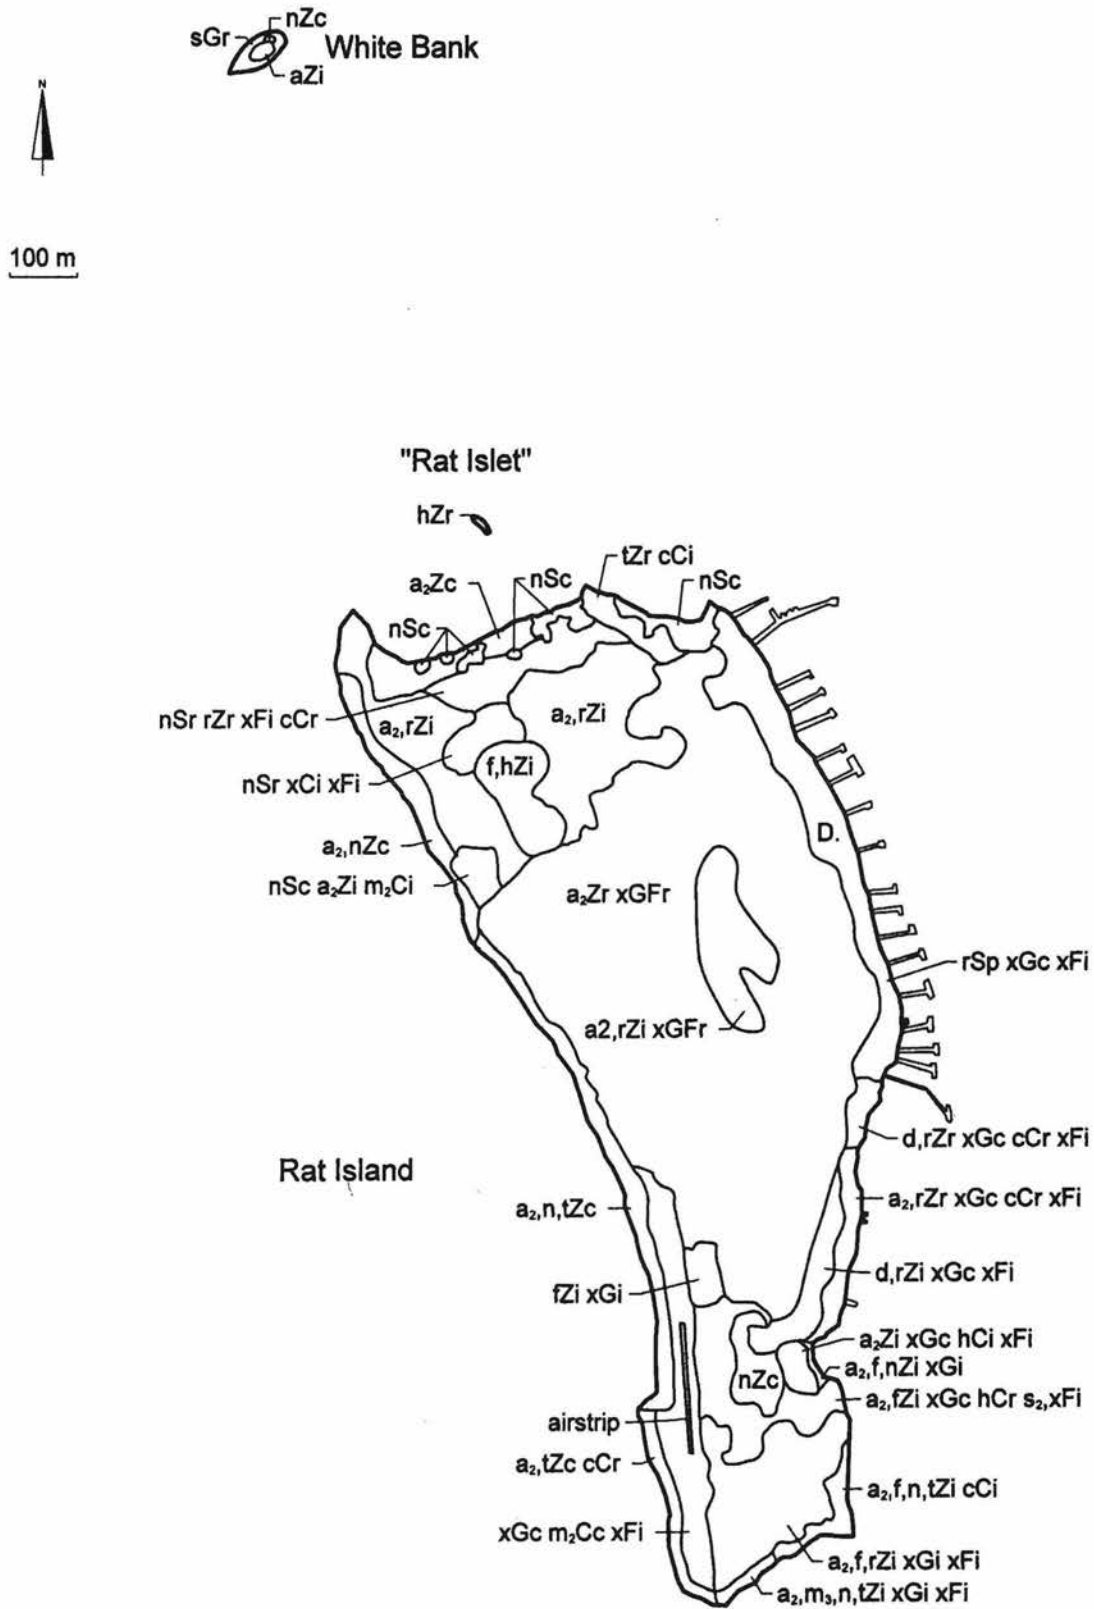 nZc
sGr
White Bank
aZi
N
100 m
"Rat Islet"
hZr
tZr cCi
a₂Zc
nSc
nSc
nSc
nSr rZr xFi cCr
a₂,rZi
a₂,rZi
nSr xCi xFi
f,hZi
D.
a₂,nZc
nSc a₂Zi m₂Ci
a₂Zr xGFr
rSp xGc xFi
a2,rZi xGFr
d,rZr xGc cCr xFi
Rat Island
a₂,rZr xGc cCr xFi
a₂,n,tZc
d,rZi xGc xFi
fZi xGi
a₂Zi xGc hCi xFi
a₂,f,nZi xGi
nZc
a₂,fZi xGc hCr s₂,xFi
airstrip
a₂,tZc cCr
a₂,f,n,tZi cCi
xGc m₂Cc xFi
a₂,f,rZi xGi xFi
a₂,m₃,n,tZi xGi xFi